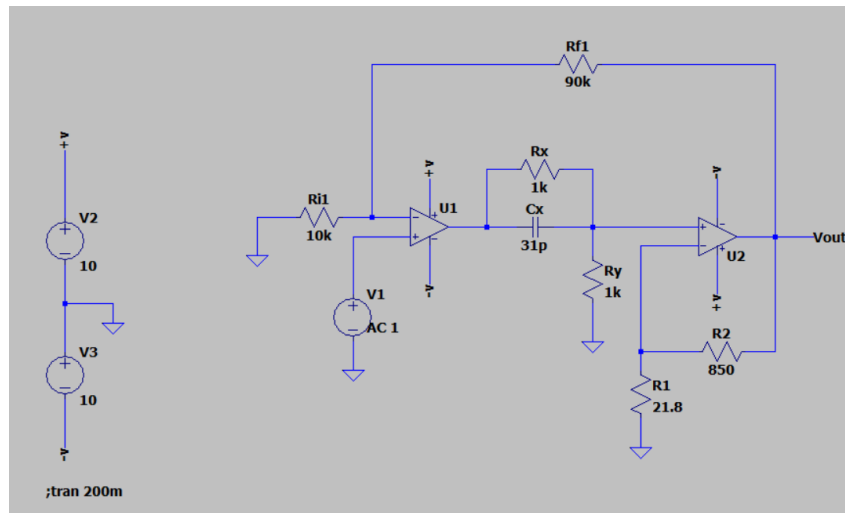 Rf1
90k
+v
V2
10
V3
10
-v
;tran 200m
Ri1
10k
+v
U1
-v
V1
AC 1
Rx
1k
Cx
31p
Ry
1k
-v
U2
+v
Vout
R2
850
R1
21.8